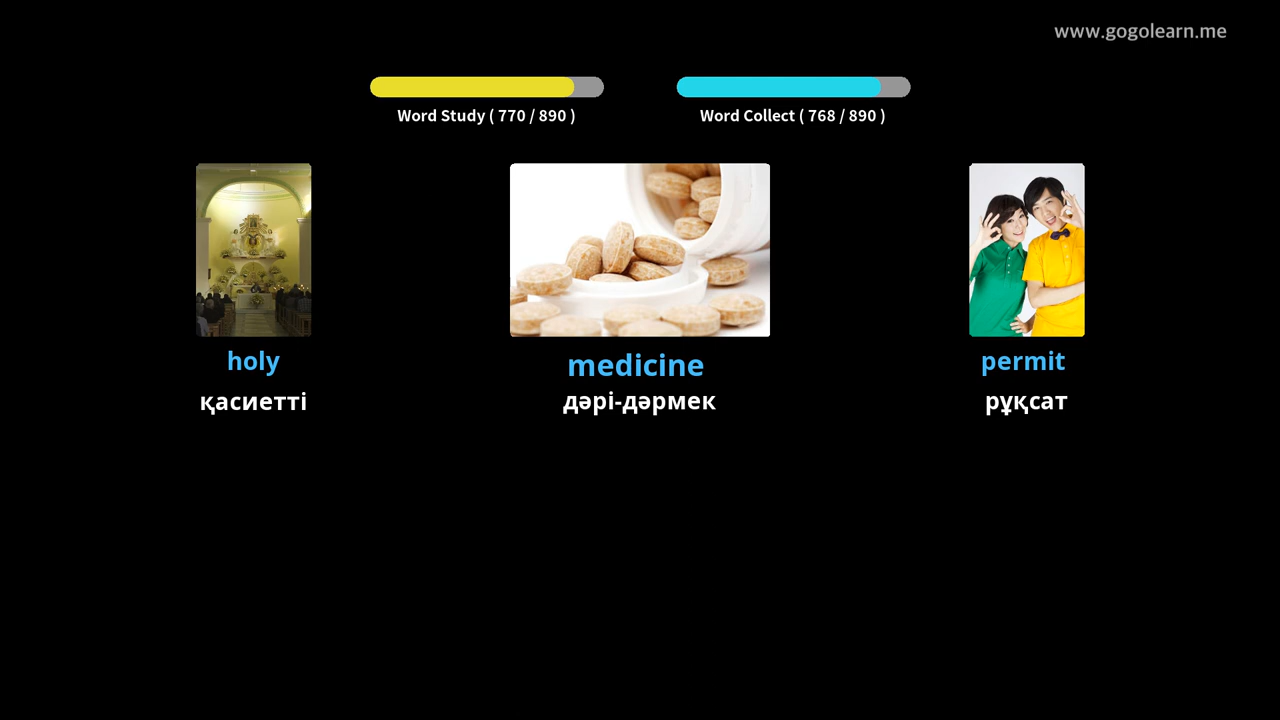 www.gogolearn.me
Word Study ( 770 / 890 )
Word Collect ( 768 / 890 )
holy
medicine
permit
қасиетті
дәрі-дәрмек
рұқсат